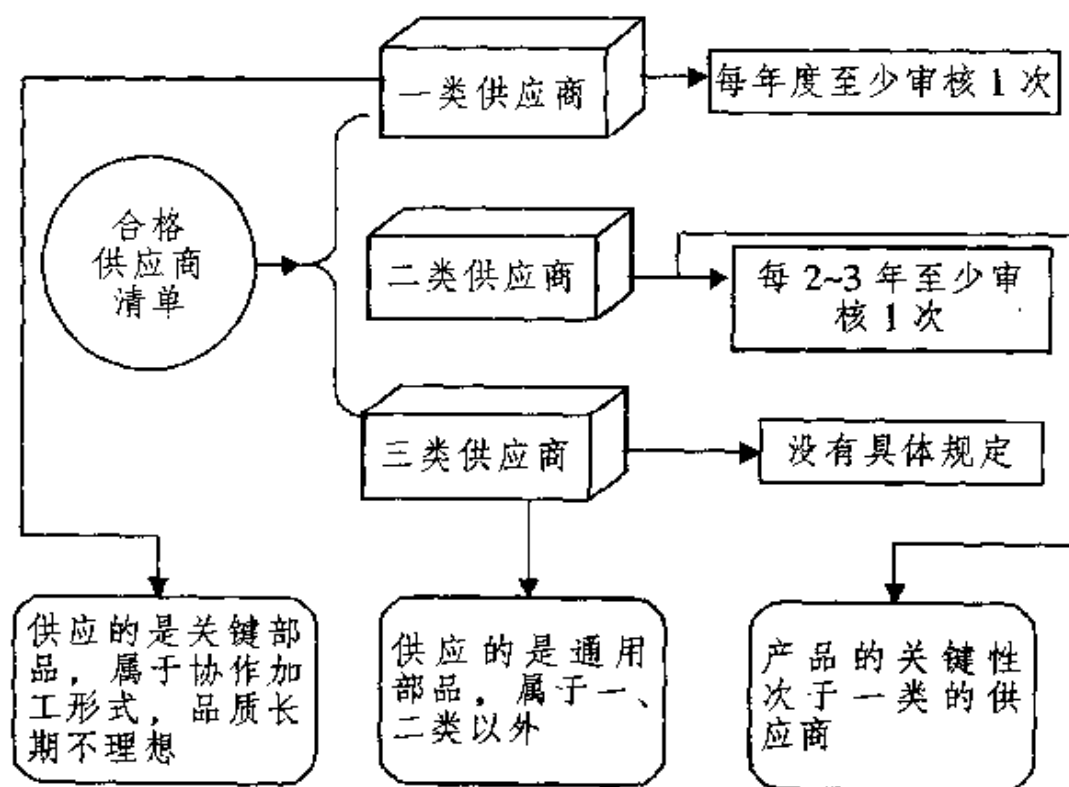 一类供应商
每年度至少审核1次
合格
供应商
清单
二类供应商
每2~3年至少审
核1次
三类供应商
没有具体规定
供应的是关键部
品，属于协作加
工形式，品质长
期不理想
供应的是通用
部品，属于一、
二类以外
产品的关键性
次于一类的供
应商